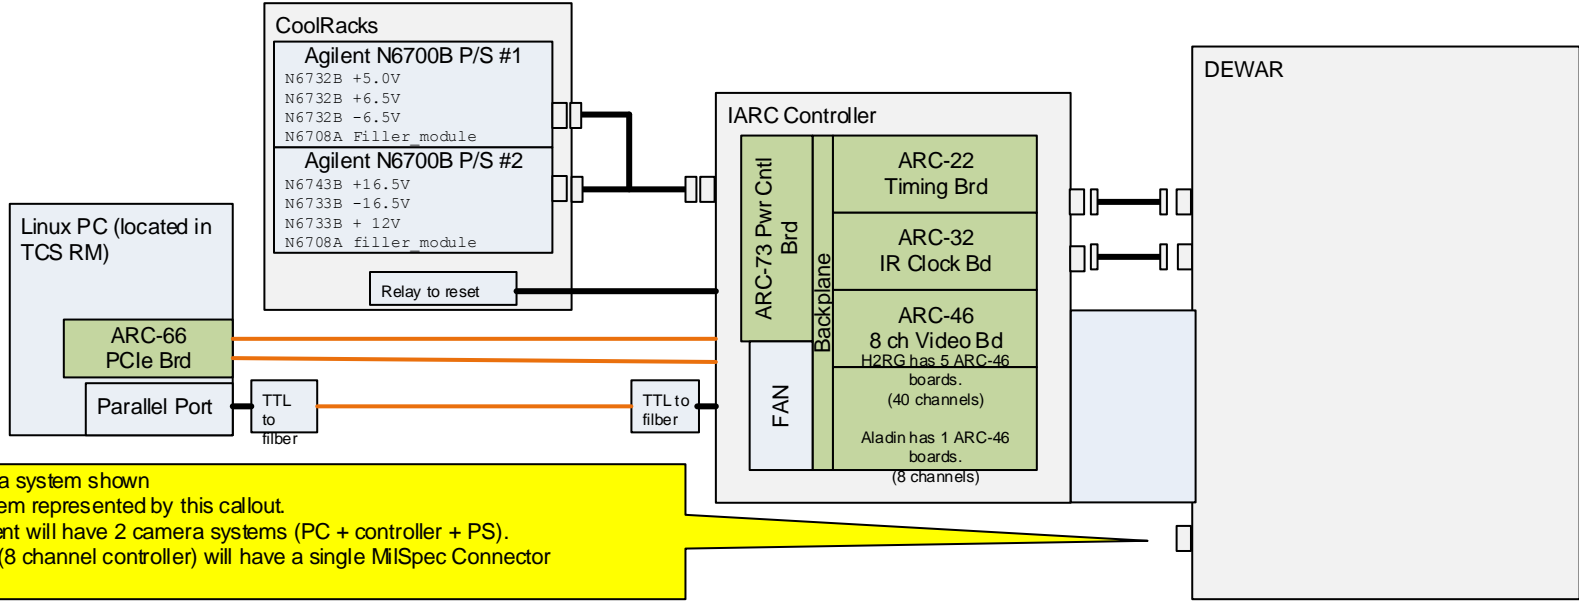 CoolRacks
Agilent N6700B P/S #1
N6732B +5.0V
N6732B +6.5V
N6732B -6.5V
N6708A Filler_module
Agilent N6700B P/S #2
N6743B +16.5V
N6733B -16.5V
N6733B + 12V
N6708A filler_module
Relay to reset
Linux PC (located in
TCS RM)
ARC-66
PCIe Brd
Parallel Port
TTL
to
filber
TTL to
filber
IARC Controller
ARC-73 Pwr Cntl
Brd
Backplane
FAN
ARC-22
Timing Brd
ARC-32
IR Clock Bd
ARC-46
8 ch Video Bd
H2RG has 5 ARC-46
boards.
(40 channels)
Aladin has 1 ARC-46
boards.
(8 channels)
DEWAR
a system shown
em represented by this callout.
ent will have 2 camera systems (PC + controller + PS).
(8 channel controller) will have a single MilSpec Connector